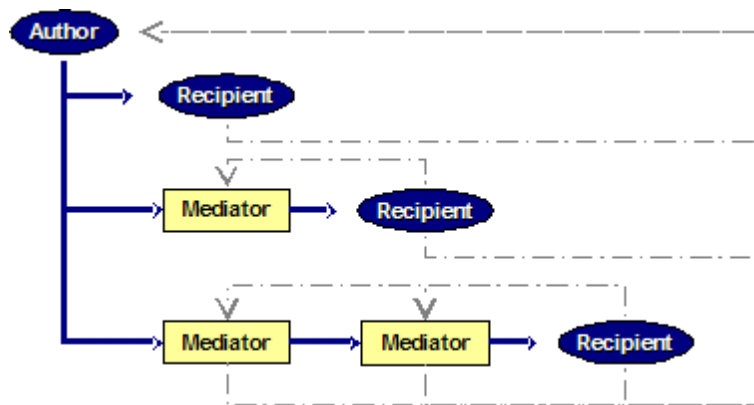 Author
Recipient
Mediator
Recipient
Mediator
Mediator
Recipient